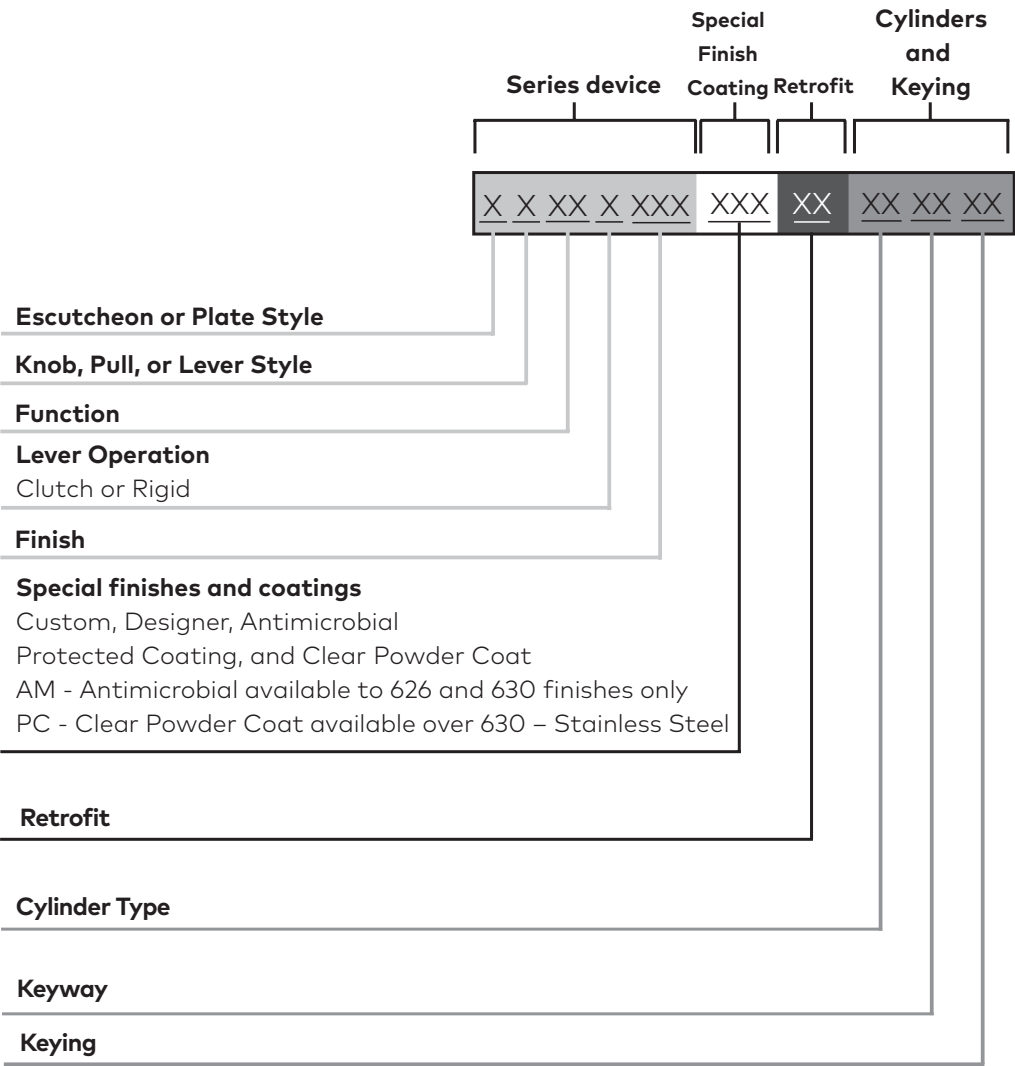 Special
Finish
Coating
Cylinders
and
Keying
Series device
Retrofit
X X XX X XXX XXX XX XX XX XX
Escutcheon or Plate Style
Knob, Pull, or Lever Style
Function
Lever Operation
Clutch or Rigid
Finish
Special finishes and coatings
Custom, Designer, Antimicrobial
Protected Coating, and Clear Powder Coat
AM - Antimicrobial available to 626 and 630 finishes only
PC - Clear Powder Coat available over 630 – Stainless Steel
Retrofit
Cylinder Type
Keyway
Keying